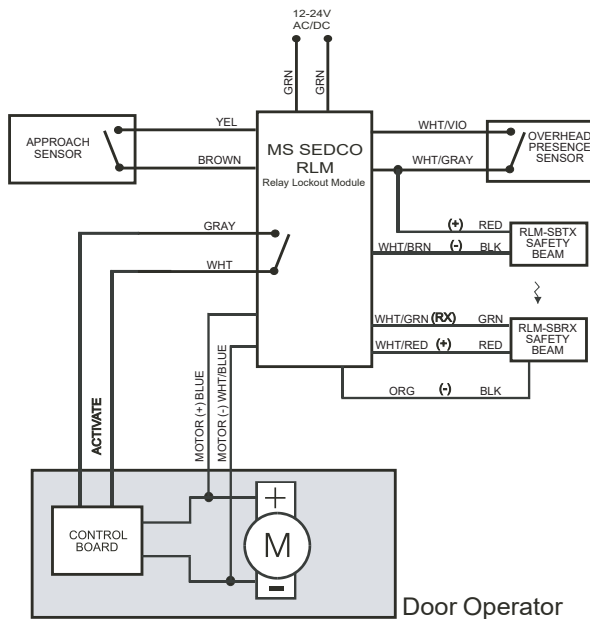 12-24V
AC/DC
GRN
GRN
YEL
WHT/VIO
APPROACH
SENSOR
MS SEDCO
RLM
Relay Lockout Module
OVERHEAD
PRESENCE
SENSOR
BROWN
WHT/GRAY
GRAY
(+) RED
WHT/BRN (-) BLK
RLM-SBTX
SAFETY
BEAM
WHT
WHT/GRN (RX) GRN
WHT/RED (+) RED
RLM-SBRX
SAFETY
BEAM
ORG (-) BLK
ACTIVATE
MOTOR (+) BLUE
MOTOR (-) WHT/BLUE
CONTROL
BOARD
+
M
-
Door Operator